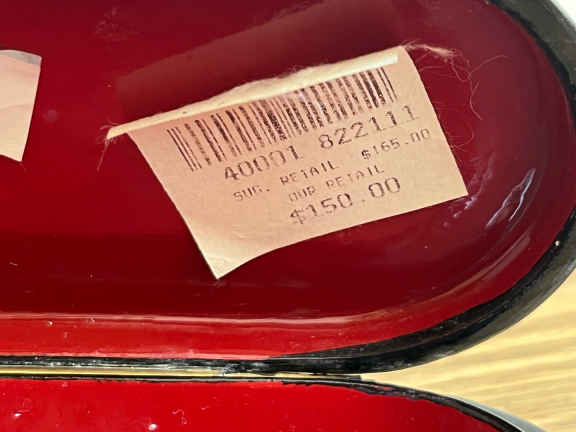 40001 822111
SUG. RETAIL $165.00
OUR RETAIL
$150.00